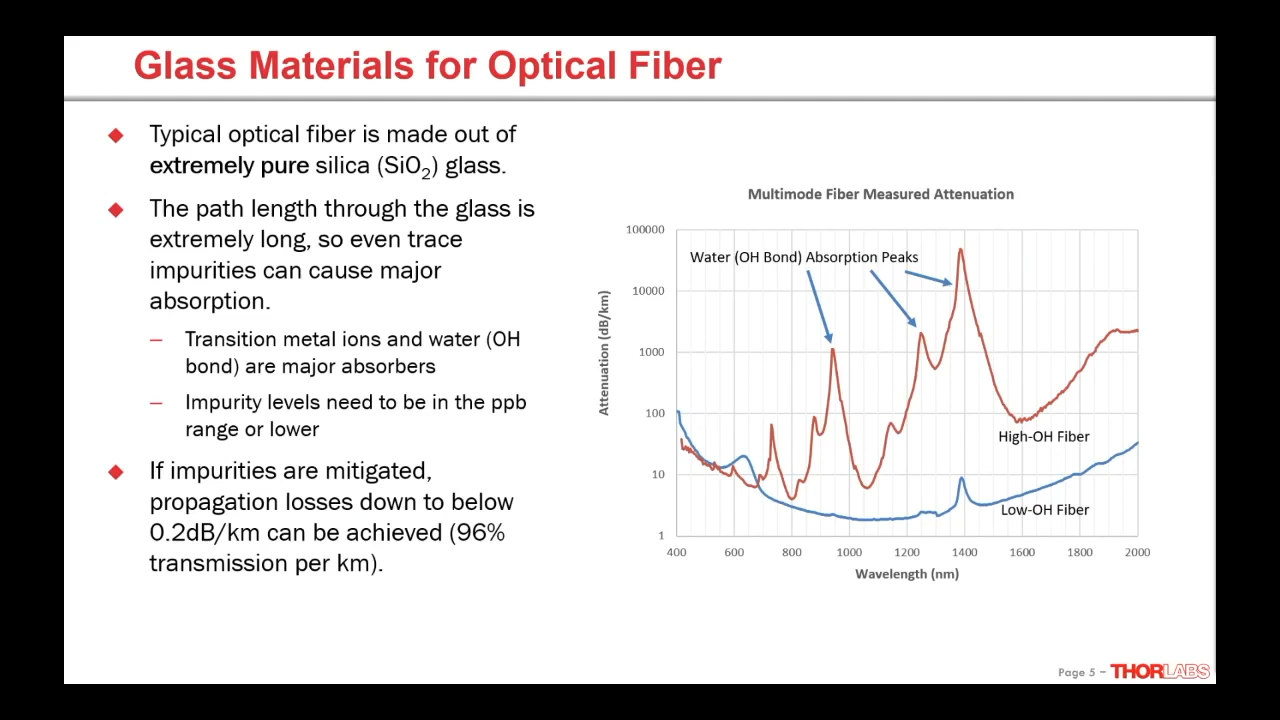 Glass Materials for Optical Fiber
◆ Typical optical fiber is made out of
extremely pure silica (SiO₂) glass.
◆ The path length through the glass is
extremely long, so even trace
impurities can cause major
absorption.
– Transition metal ions and water (OH
bond) are major absorbers
– Impurity levels need to be in the ppb
range or lower
◆ If impurities are mitigated,
propagation losses down to below
0.2dB/km can be achieved (96%
transmission per km).
Multimode Fiber Measured Attenuation
Attenuation (dB/km)
100000
10000
1000
100
10
1
Water (OH Bond) Absorption Peaks
High-OH Fiber
Low-OH Fiber
400 600 800 1000 1200 1400 1600 1800 2000
Wavelength (nm)
Page 5 – THORLABS